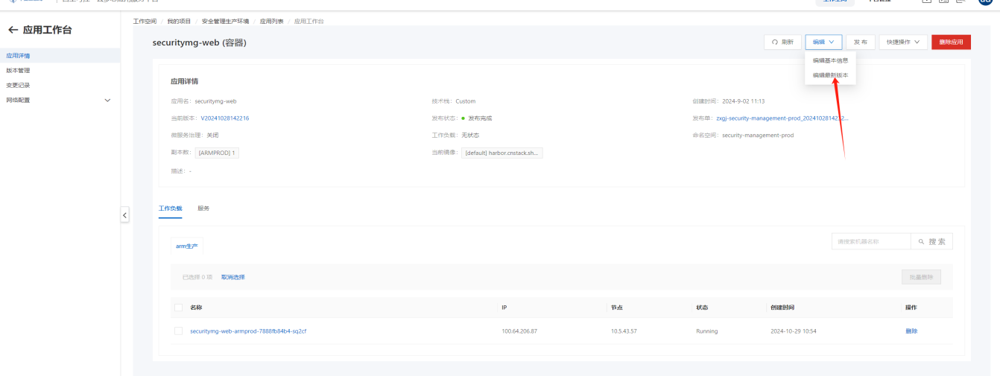 工作空间 / 我的项目 / 安全管理生产环境 / 应用列表 / 应用工作台
← 应用工作台
应用详情
版本管理
变更记录
网络配置
securitymg-web (容器)
刷新
编辑
发 布
快捷操作
删除应用
编辑基本信息
编辑最新版本
应用详情
应用名： securitymg-web
技术栈： Custom
创建时间： 2024-9-02 11:13
当前版本： V20241028142216
发布状态： 发布完成
发布单： zxgj-security-management-prod_2024102814232...
微服务治理： 关闭
工作负载： 无状态
命名空间： security-management-prod
副本数： [ARMPROD] 1
当前镜像： [default] harbor.cnstack.sh...
描述： -
工作负载
服务
arm生产
请搜索机器名称
搜 索
已选择 0 项 取消选择
批量删除
名称 IP 节点 状态 创建时间 操作
securitymg-web-armprod-7888fb84b4-sq2cf 100.64.206.87 10.5.43.57 Running 2024-10-29 10:54 删除